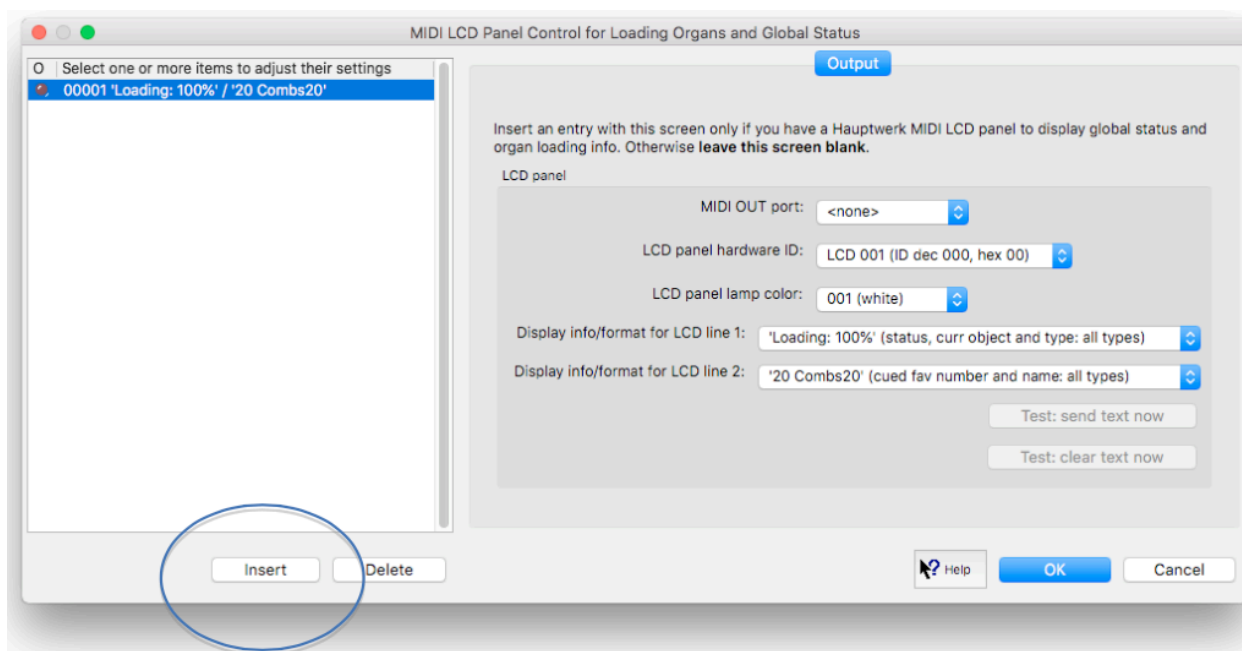 MIDI LCD Panel Control for Loading Organs and Global Status
O Select one or more items to adjust their settings
00001 'Loading: 100%' / '20 Combs20'
Output
Insert an entry with this screen only if you have a Hauptwerk MIDI LCD panel to display global status and
organ loading info. Otherwise leave this screen blank.
LCD panel
MIDI OUT port: <none>
LCD panel hardware ID: LCD 001 (ID dec 000, hex 00)
LCD panel lamp color: 001 (white)
Display info/format for LCD line 1: 'Loading: 100%' (status, curr object and type: all types)
Display info/format for LCD line 2: '20 Combs20' (cued fav number and name: all types)
Test: send text now
Test: clear text now
Insert Delete ? Help OK Cancel